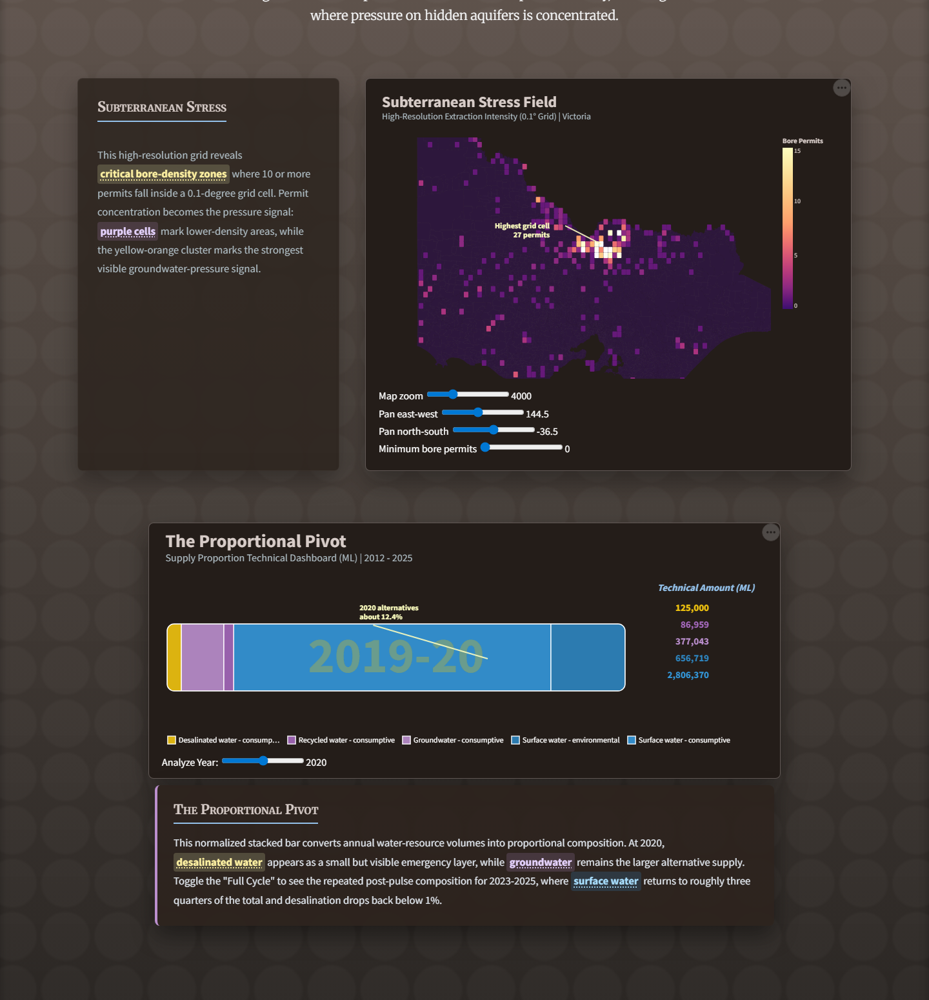 where pressure on hidden aquifers is concentrated.
Subterranean Stress
This high-resolution grid reveals
critical bore-density zones where 10 or more
permits fall inside a 0.1-degree grid cell. Permit
concentration becomes the pressure signal:
purple cells mark lower-density areas, while
the yellow-orange cluster marks the strongest
visible groundwater-pressure signal.
Subterranean Stress Field
High-Resolution Extraction Intensity (0.1° Grid) | Victoria
Bore Permits
15
10
5
0
Highest grid cell
27 permits
Map zoom 4000
Pan east-west 144.5
Pan north-south -36.5
Minimum bore permits 0
The Proportional Pivot
Supply Proportion Technical Dashboard (ML) | 2012 - 2025
Technical Amount (ML)
125,000
86,959
377,043
656,719
2,806,370
2020 alternatives
about 12.4%
2019-20
Desalinated water - consump... Recycled water - consumptive Groundwater - consumptive Surface water - environmental Surface water - consumptive
Analyze Year: 2020
The Proportional Pivot
This normalized stacked bar converts annual water-resource volumes into proportional composition. At 2020,
desalinated water appears as a small but visible emergency layer, while groundwater remains the larger alternative supply.
Toggle the "Full Cycle" to see the repeated post-pulse composition for 2023-2025, where surface water returns to roughly three
quarters of the total and desalination drops back below 1%.